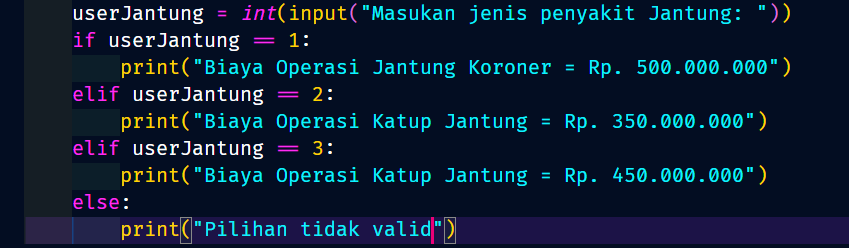 userJantung = int(input("Masukan jenis penyakit Jantung: "))
if userJantung == 1:
print("Biaya Operasi Jantung Koroner = Rp. 500.000.000")
elif userJantung == 2:
print("Biaya Operasi Katup Jantung = Rp. 350.000.000")
elif userJantung == 3:
print("Biaya Operasi Katup Jantung = Rp. 450.000.000")
else:
print("Pilihan tidak valid")